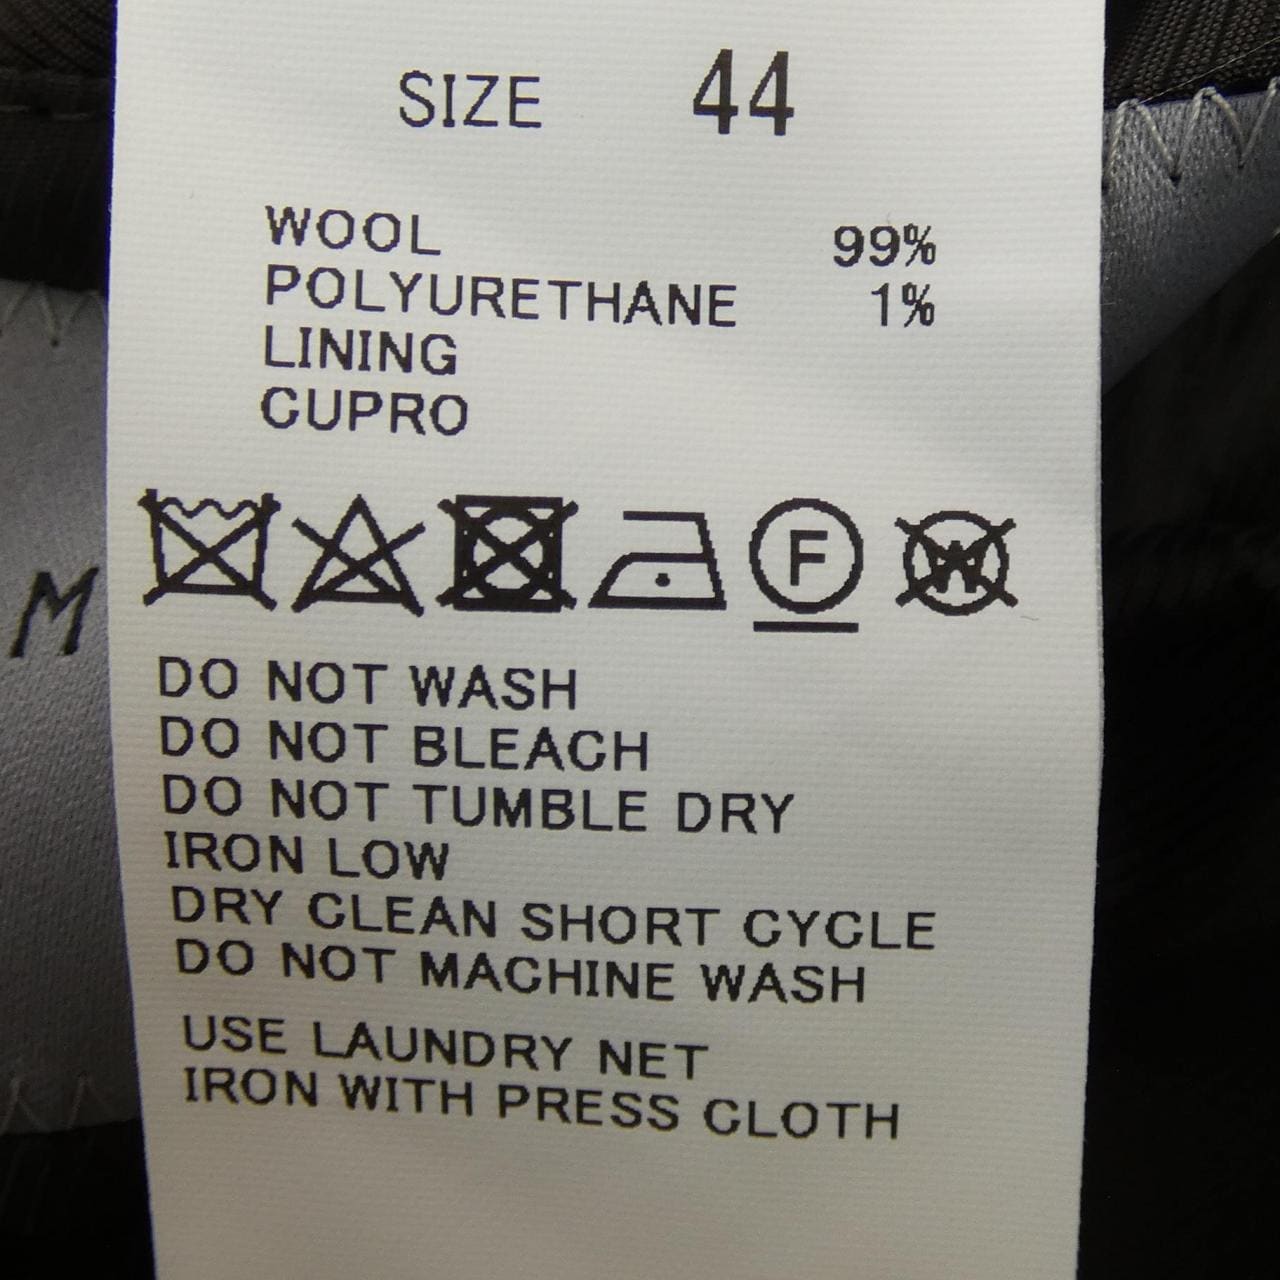 SIZE 44
WOOL 99%
POLYURETHANE 1%
LINING
CUPRO
F W
DO NOT WASH
DO NOT BLEACH
DO NOT TUMBLE DRY
IRON LOW
DRY CLEAN SHORT CYCLE
DO NOT MACHINE WASH
USE LAUNDRY NET
IRON WITH PRESS CLOTH
M